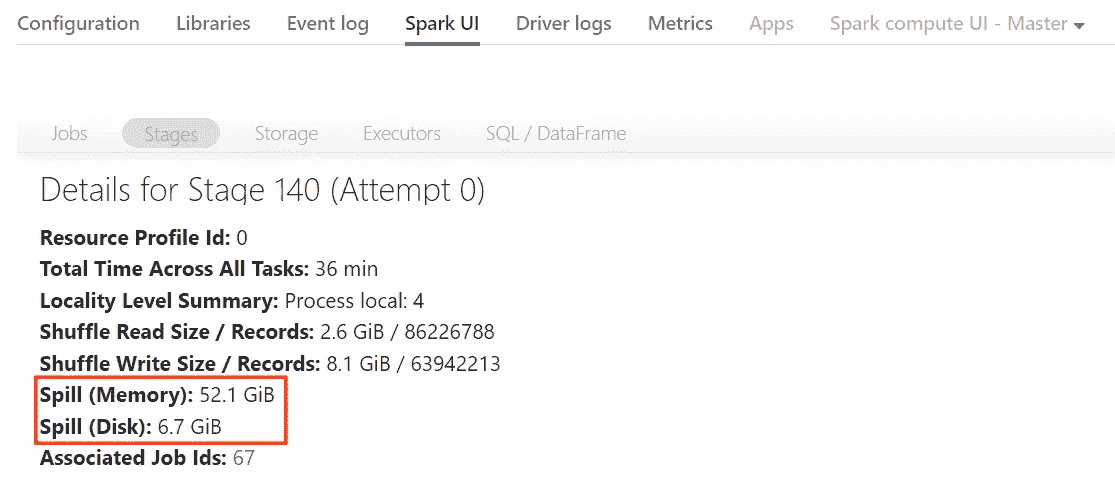 Configuration Libraries Event log Spark UI Driver logs Metrics Apps Spark compute UI - Master
Jobs Stages Storage Executors SQL / DataFrame
Details for Stage 140 (Attempt 0)
Resource Profile Id: 0
Total Time Across All Tasks: 36 min
Locality Level Summary: Process local: 4
Shuffle Read Size / Records: 2.6 GiB / 86226788
Shuffle Write Size / Records: 8.1 GiB / 63942213
Spill (Memory): 52.1 GiB
Spill (Disk): 6.7 GiB
Associated Job Ids: 67